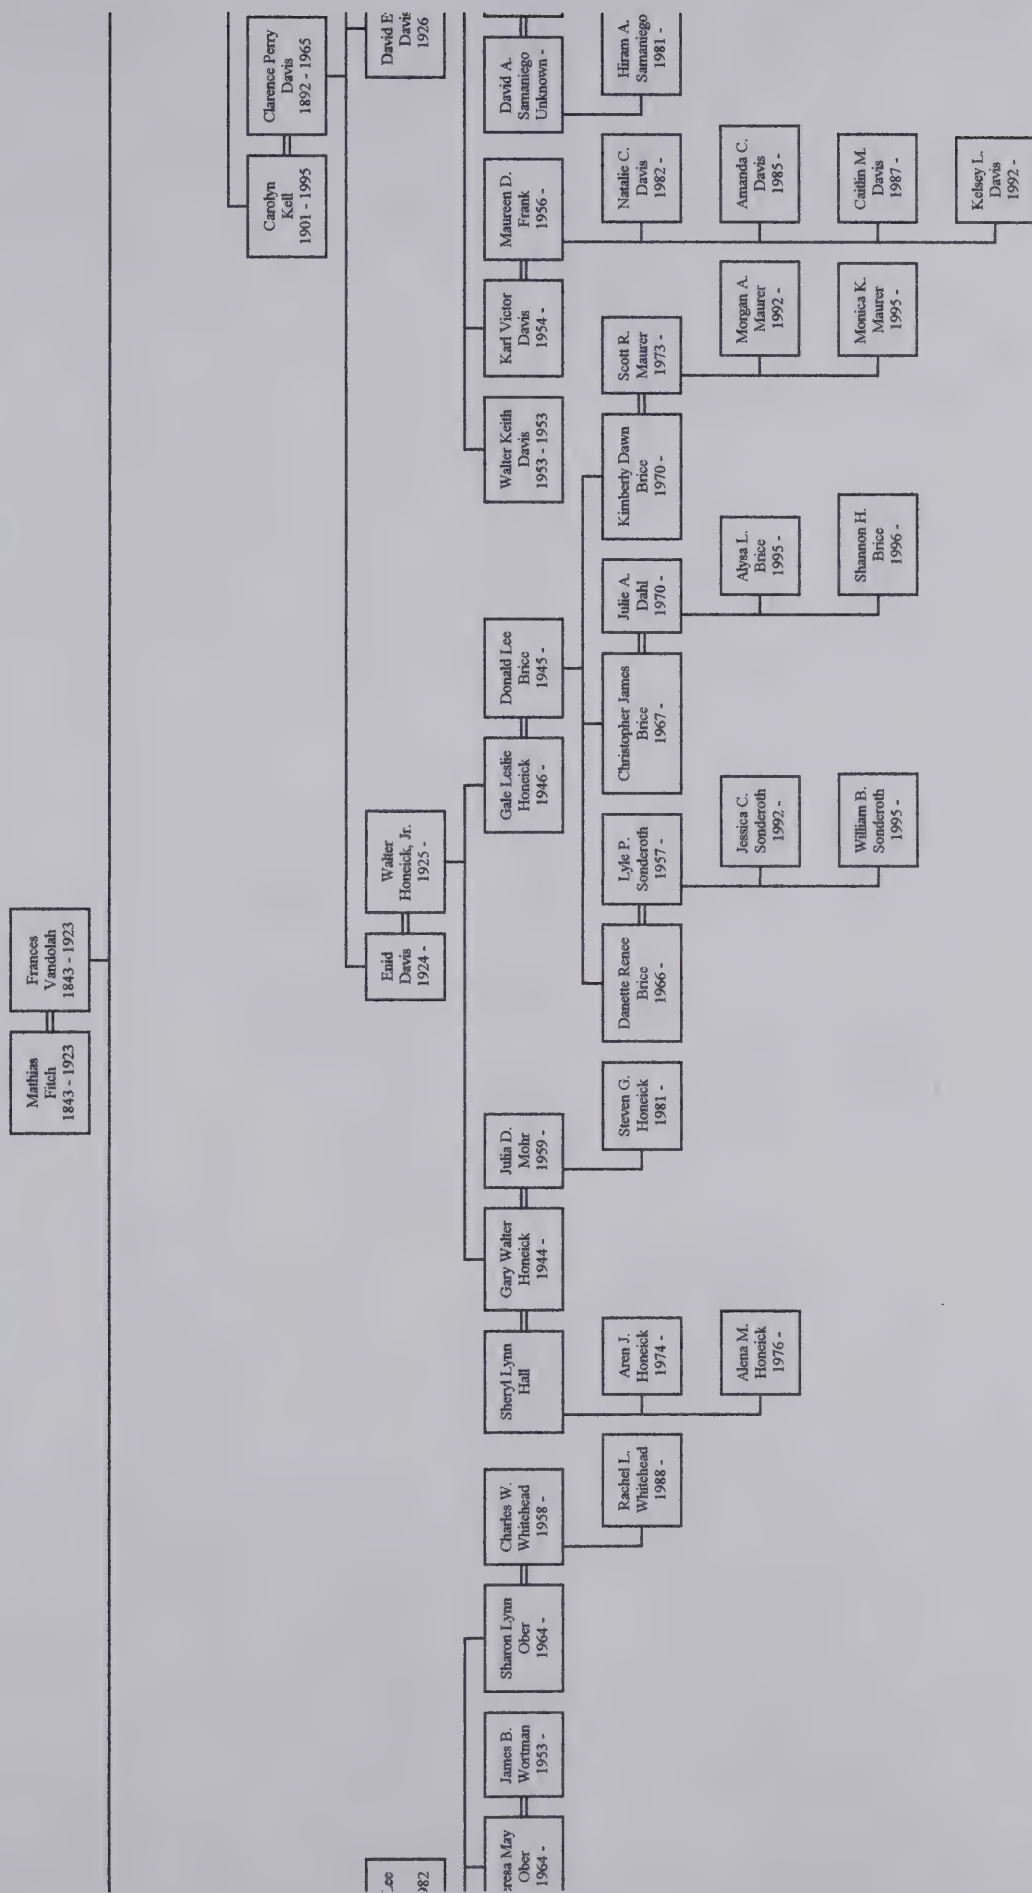 Mathias
Fitch
1843 - 1923
Frances
Vandolah
1843 - 1923
Carolyn
Kell
1901 - 1995
Clarence Perry
Davis
1892 - 1965
Enid
Davis
1924 -
Walter
Honeick, Jr.
1925 -
David E
Davis
1926
May
Ober
1964 -
James B.
Wortman
1953 -
Sharon Lynn
Ober
1964 -
Charles W.
Whitehead
1958 -
Sheryl Lynn
Hall
Gary Walter
Honeick
1944 -
Julia D.
Mohr
1959 -
Gale Leslie
Honeick
1946 -
Donald Lee
Brice
1945 -
Walter Keith
Davis
1953 - 1953
Karl Victor
Davis
1954 -
Maureen D.
Frank
1956 -
David A.
Samaniego
Unknown -
Rachel L.
Whitehead
1988 -
Aren J.
Honeick
1974 -
Steven G.
Honeick
1981 -
Danette Renee
Brice
1966 -
Lyle P.
Sonderoth
1957 -
Christopher James
Brice
1967 -
Julie A.
Dahl
1970 -
Kimberly Dawn
Brice
1970 -
Scott R.
Maurer
1973 -
Natalie C.
Davis
1982 -
Hiram A.
Samaniego
1981 -
Alena M.
Honeick
1976 -
Jessica C.
Sonderoth
1992 -
Alysa L.
Brice
1995 -
Morgan A.
Maurer
1992 -
Amanda C.
Davis
1985 -
William B.
Sonderoth
1995 -
Shannon H.
Brice
1996 -
Monica K.
Maurer
1995 -
Caitlin M.
Davis
1987 -
Kelsey L.
Davis
1992 -